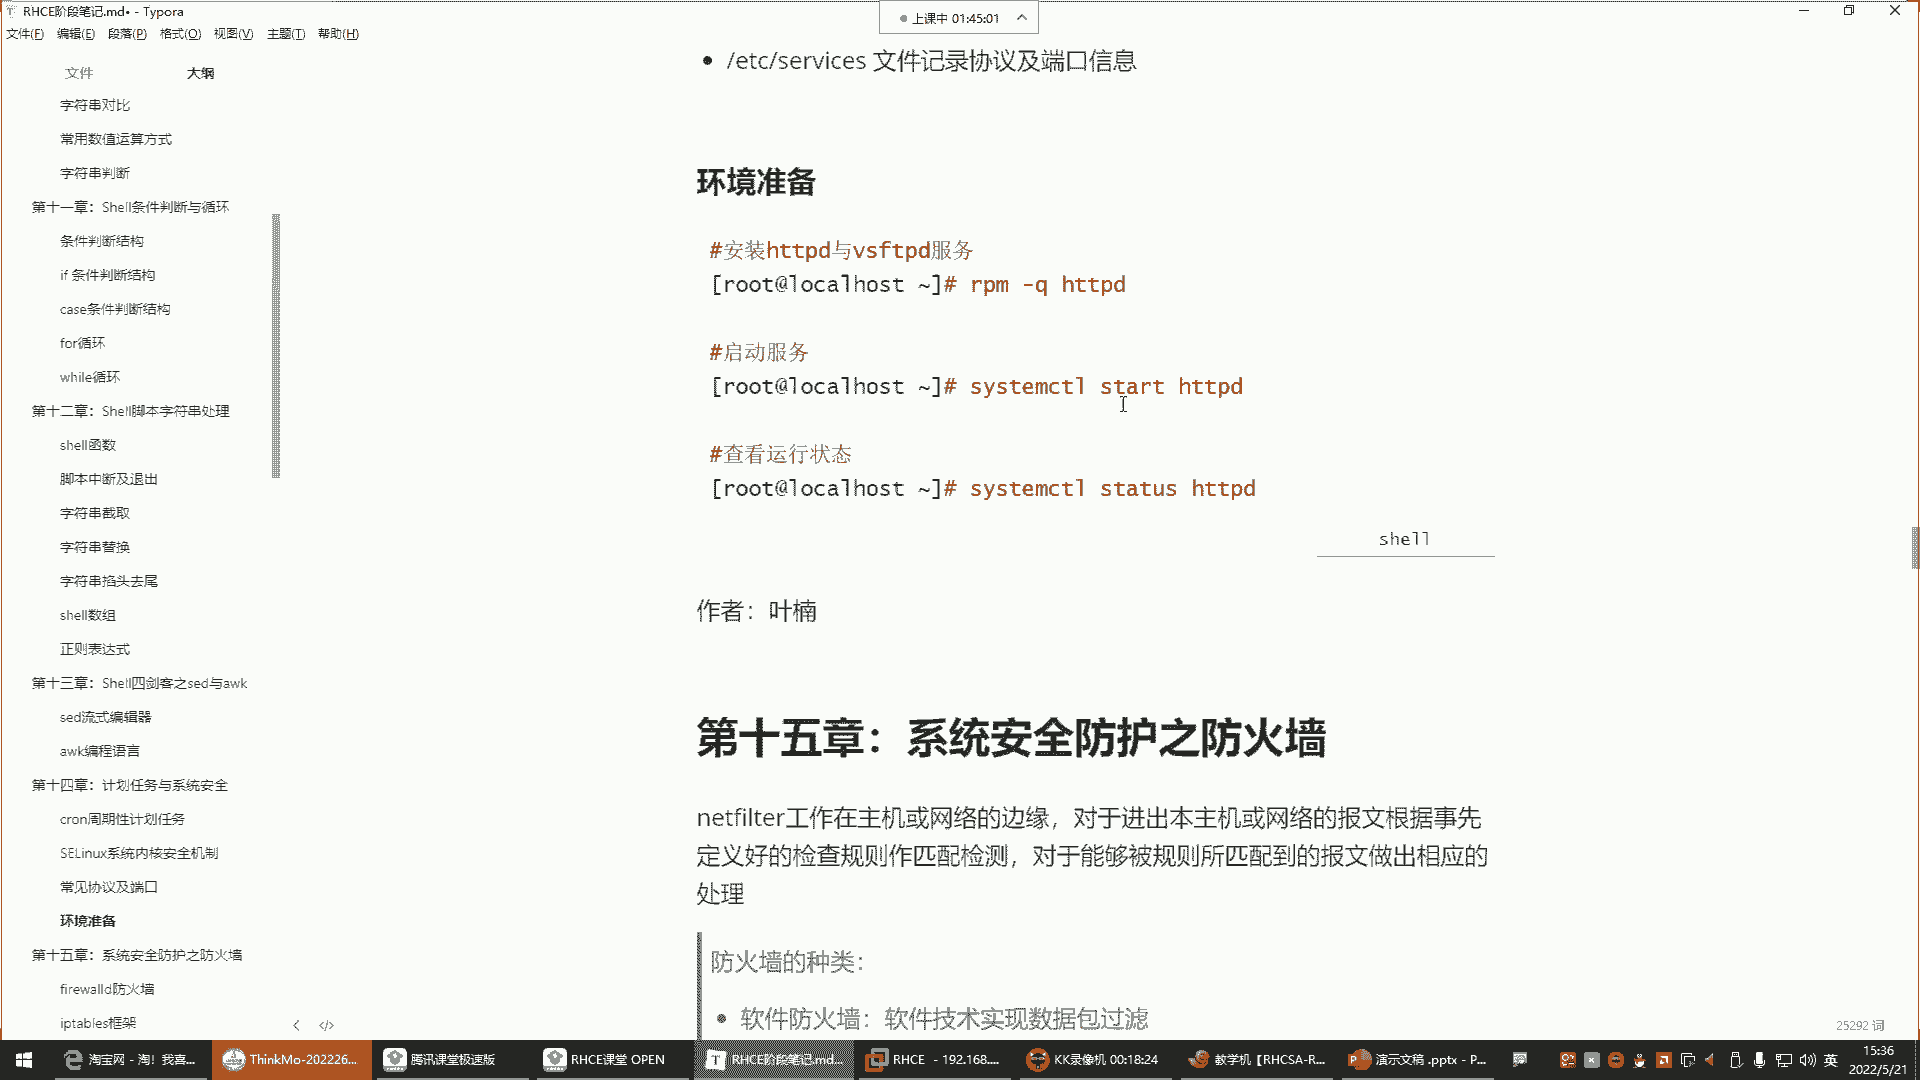 RHCE阶段笔记.md• - Typora
上课中 01:45:01
文件(F) 编辑(E) 段落(P) 格式(O) 视图(V) 主题(T) 帮助(H)
文件 大纲
字符串对比
常用数值运算方式
字符串判断
第十一章：Shell条件判断与循环
条件判断结构
if 条件判断结构
case条件判断结构
for循环
while循环
第十二章：Shell脚本字符串处理
shell函数
脚本中断及退出
字符串截取
字符串替换
字符串掐头去尾
shell数组
正则表达式
第十三章：Shell四剑客之sed与awk
sed流式编辑器
awk编程语言
第十四章：计划任务与系统安全
cron周期性计划任务
SELinux系统内核安全机制
常见协议及端口
环境准备
第十五章：系统安全防护之防火墙
firewalld防火墙
iptables框架
/etc/services 文件记录协议及端口信息
环境准备
#安装httpd与vsftpd服务
[root@localhost ~]# rpm -q httpd
#启动服务
[root@localhost ~]# systemctl start httpd
#查看运行状态
[root@localhost ~]# systemctl status httpd
shell
作者：叶楠
第十五章：系统安全防护之防火墙
netfilter工作在主机或网络的边缘，对于进出本主机或网络的报文根据事先
定义好的检查规则作匹配检测，对于能够被规则所匹配到的报文做出相应的
处理
防火墙的种类：
软件防火墙：软件技术实现数据包过滤
25292 词
淘宝网 - 淘！我喜...
ThinkMo-202226...
腾讯课堂极速版
RHCE课堂 OPEN
RHCE阶段笔记.md...
RHCE - 192.168....
KK录像机 00:18:24
教学机【RHCSA-R...
演示文稿 .pptx - P...
英
15:36
2022/5/21